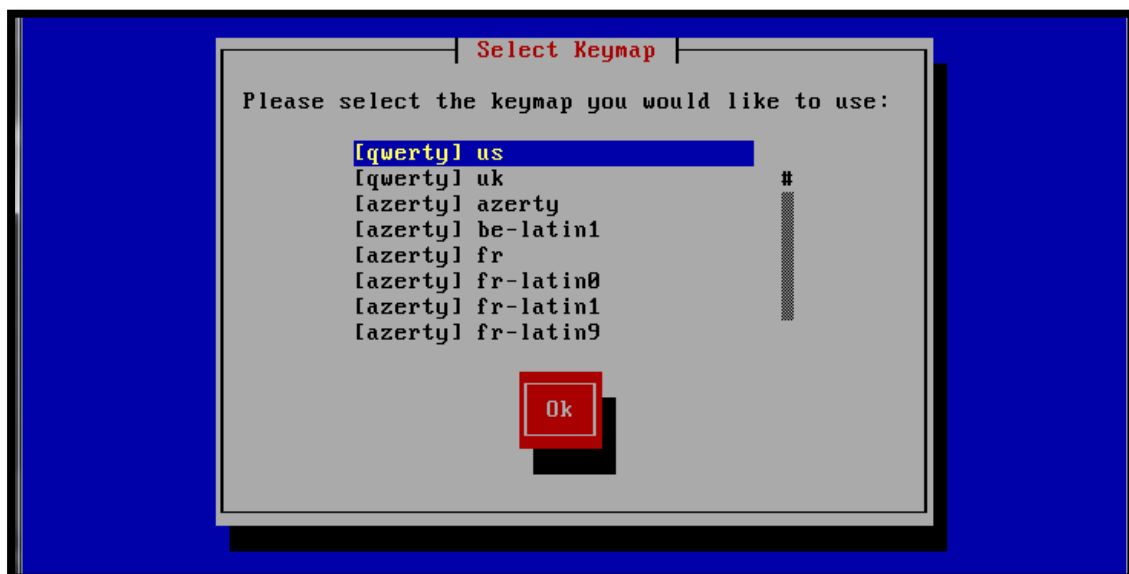 Select Keymap
Please select the keymap you would like to use:
[qwerty] us
[qwerty] uk
#
[azerty] azerty
[azerty] be-latin1
[azerty] fr
[azerty] fr-latin0
[azerty] fr-latin1
[azerty] fr-latin9
Ok